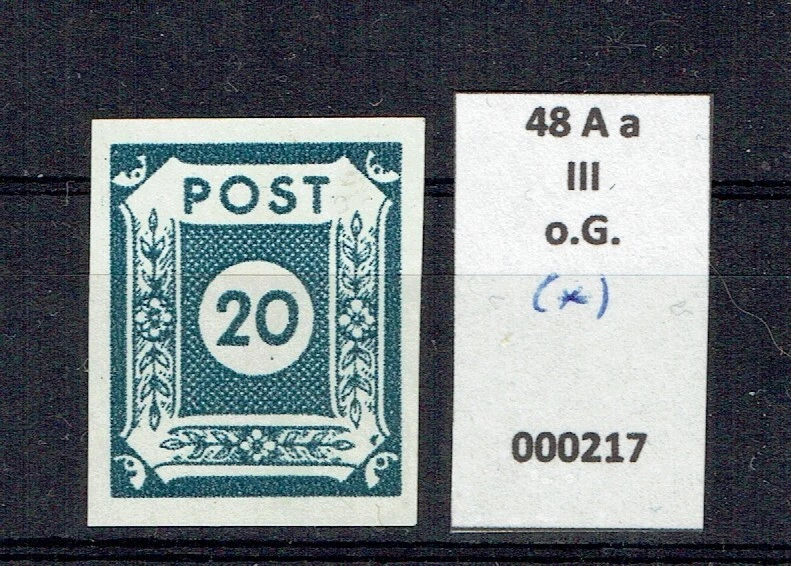 POST
20
48 A a
III
o.G.
(*)
000217